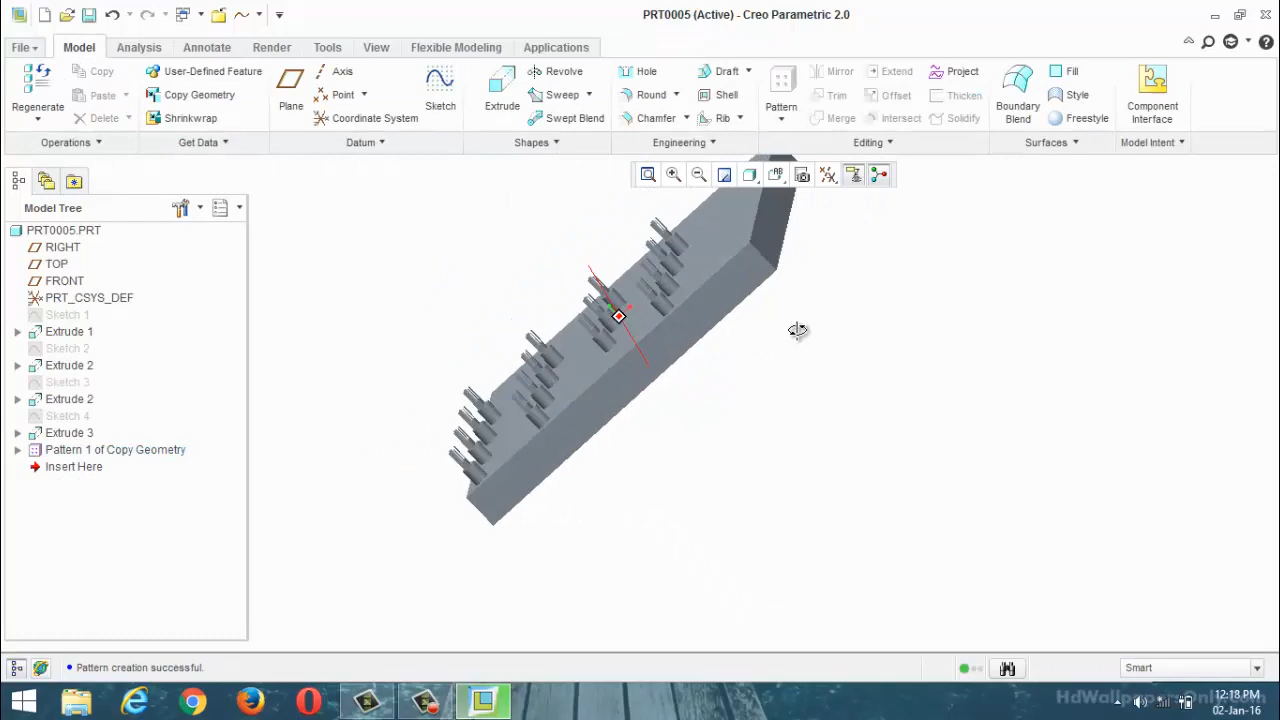 PRT0005 (Active) - Creo Parametric 2.0
File Model Analysis Annotate Render Tools View Flexible Modeling Applications
Regenerate
Copy
Paste
Delete
Operations
User-Defined Feature
Copy Geometry
Shrinkwrap
Get Data
Plane
Axis
Point
Coordinate System
Sketch
Datum
Extrude
Revolve
Sweep
Swept Blend
Shapes
Hole
Round
Chamfer
Draft
Shell
Rib
Engineering
Pattern
Mirror
Trim
Merge
Extend
Offset
Intersect
Project
Thicken
Solidify
Editing
Boundary
Blend
Fill
Style
Freestyle
Surfaces
Component
Interface
Model Intent
Model Tree
PRT0005.PRT
RIGHT
TOP
FRONT
PRT_CSYS_DEF
Sketch 1
Extrude 1
Sketch 2
Extrude 2
Sketch 3
Extrude 2
Sketch 4
Extrude 3
Pattern 1 of Copy Geometry
Insert Here
Pattern creation successful.
Smart
HdWallpapersOnly.com
12:18 PM
02-Jan-16